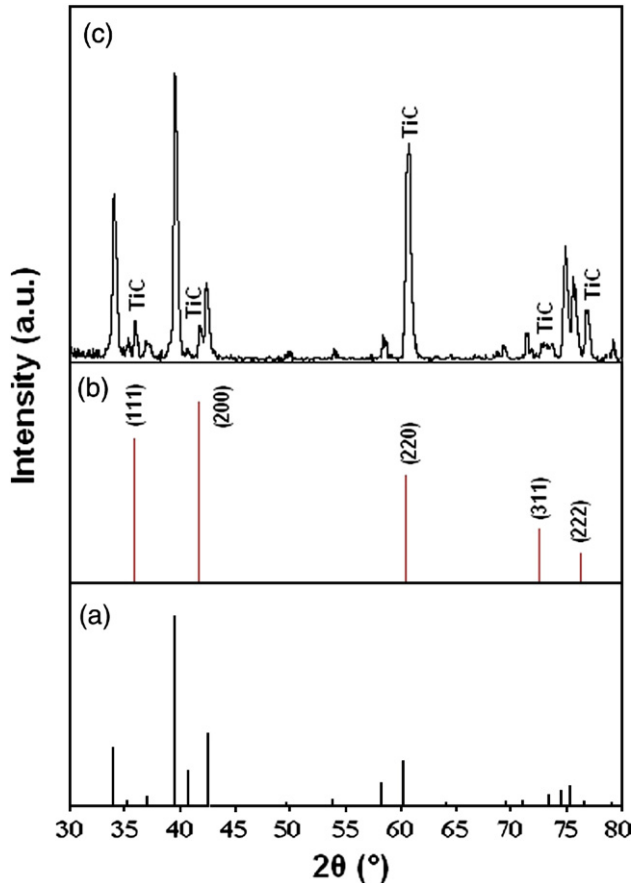 (c)
TiC
TiC
TiC
TiC
TiC
Intensity (a.u.)
(b)
(111)
(200)
(220)
(311)
(222)
(a)
30 35 40 45 50 55 60 65 70 75 80
2θ (°)